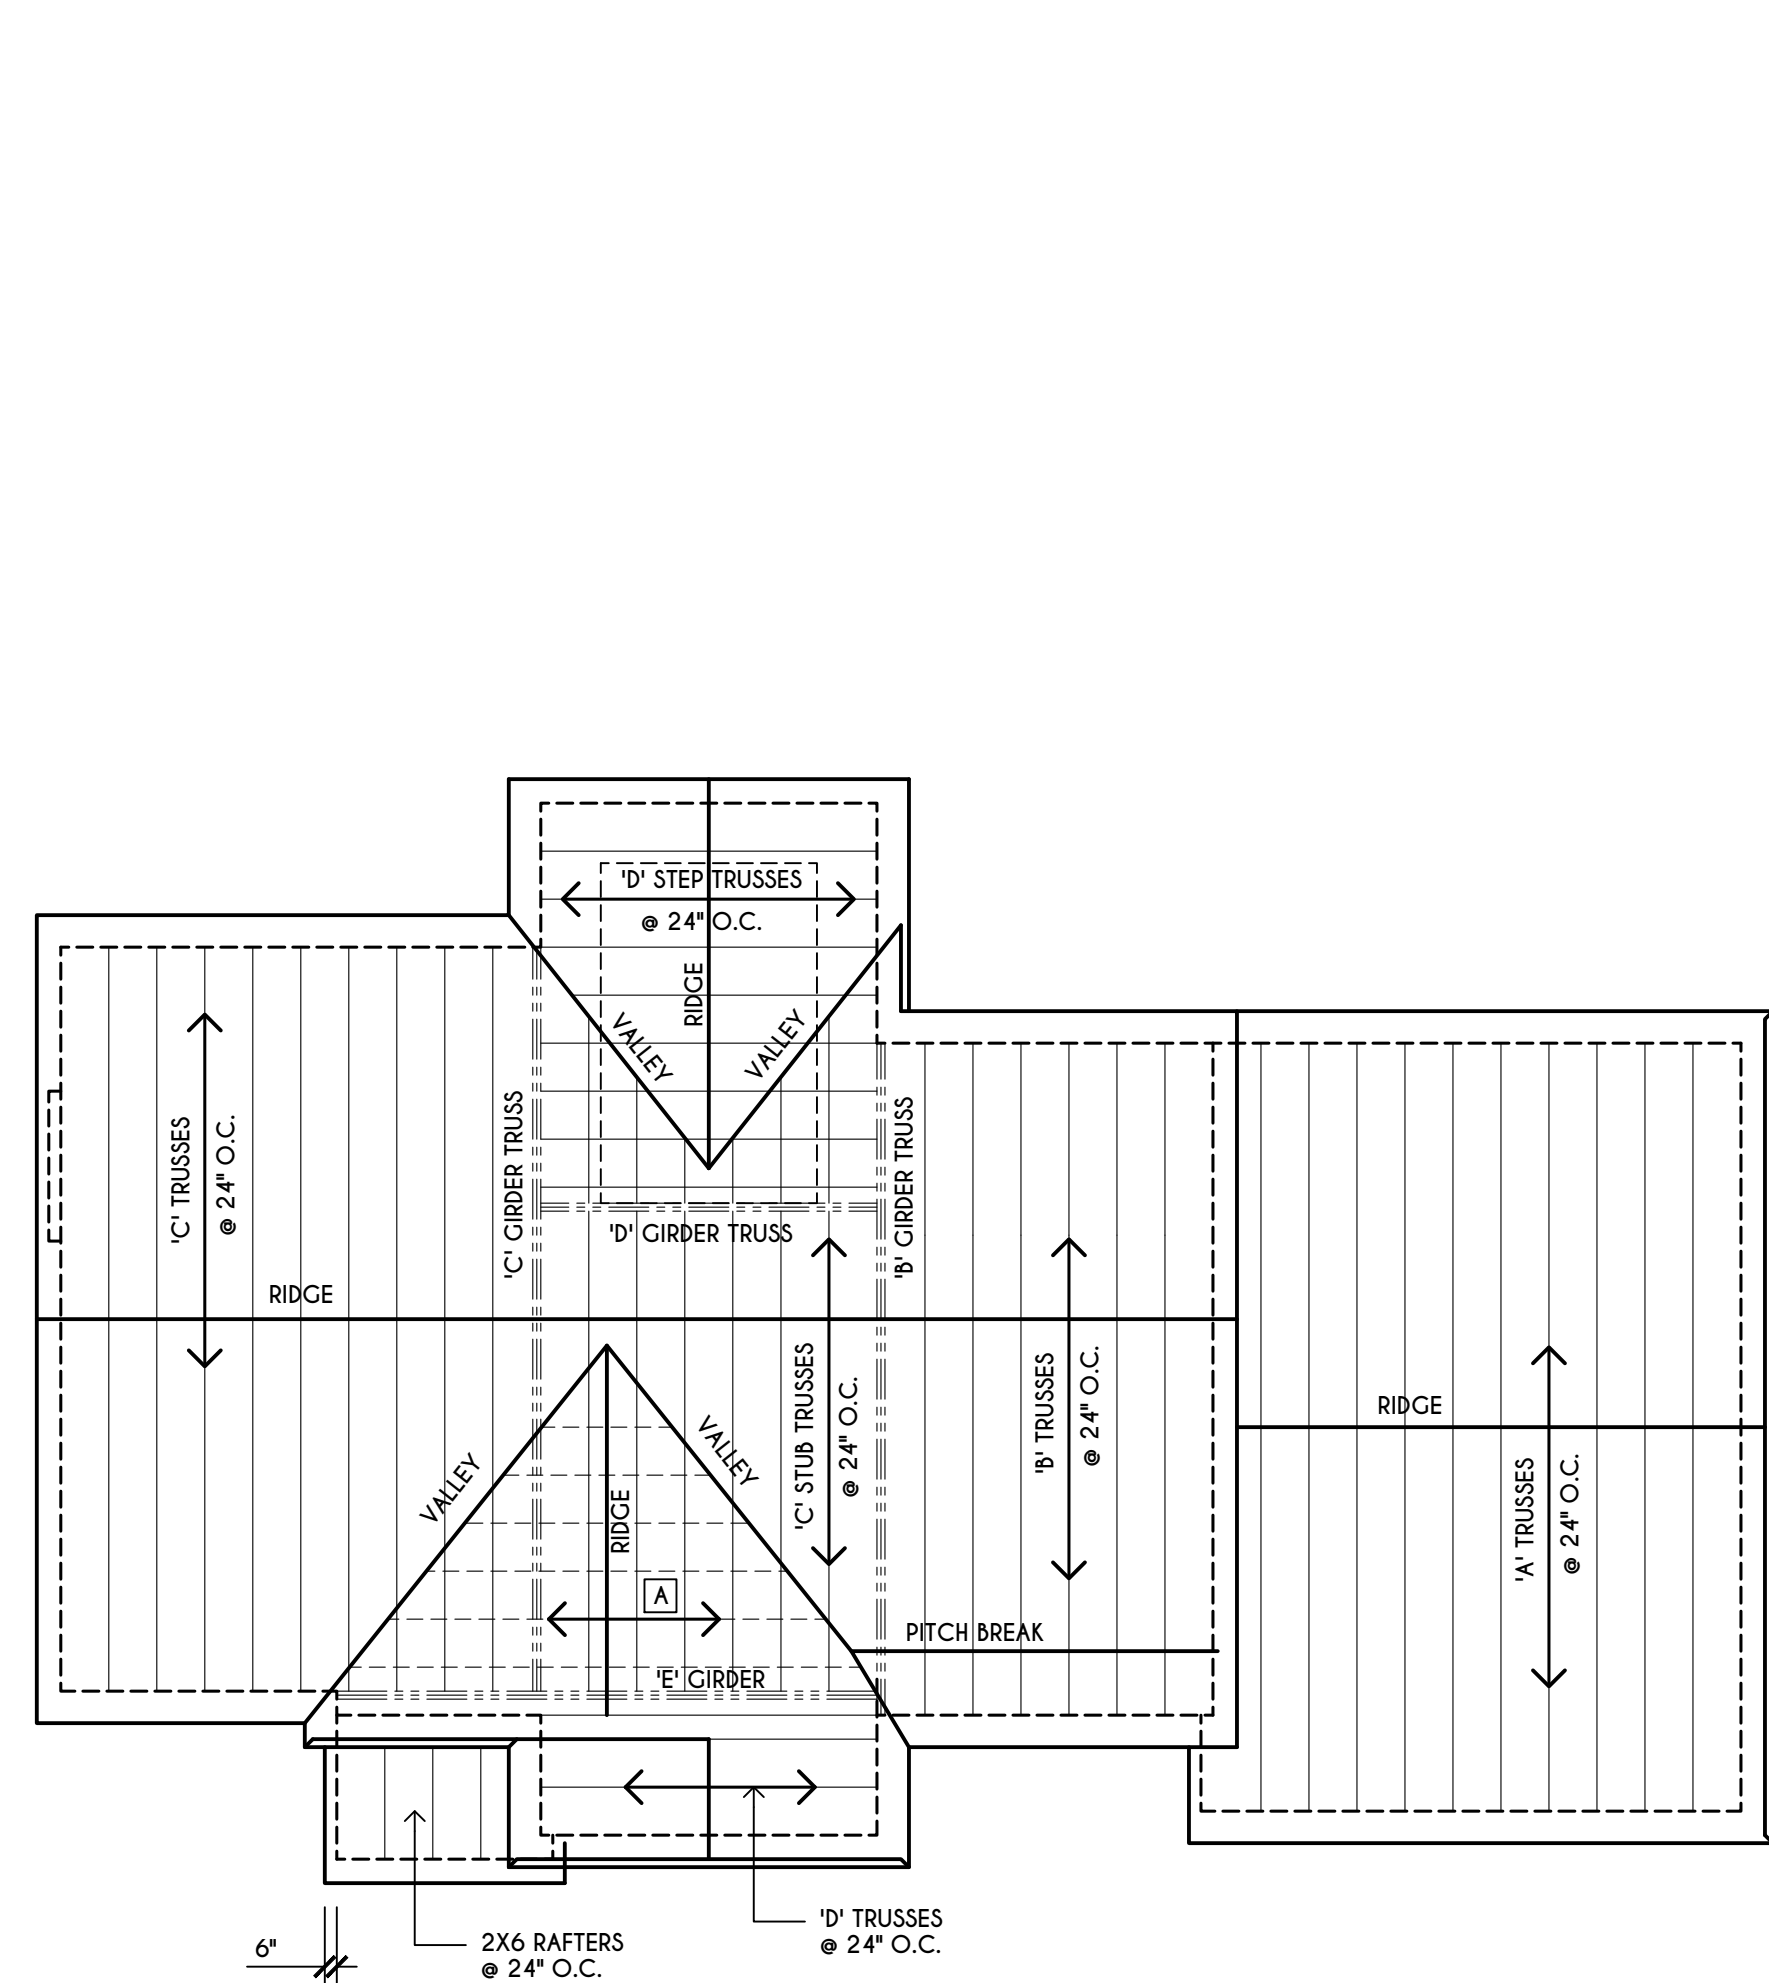 'D' STEP TRUSSES
@ 24" O.C.
RIDGE
VALLEY
VALLEY
'C' TRUSSES
@ 24" O.C.
'C' GIRDER TRUSS
'B' GIRDER TRUSS
'D' GIRDER TRUSS
RIDGE
'C' STUB TRUSSES
@ 24" O.C.
'B' TRUSSES
@ 24" O.C.
RIDGE
'A' TRUSSES
@ 24" O.C.
VALLEY
VALLEY
RIDGE
A
PITCH BREAK
'E' GIRDER
'D' TRUSSES
@ 24" O.C.
2X6 RAFTERS
@ 24" O.C.
6"